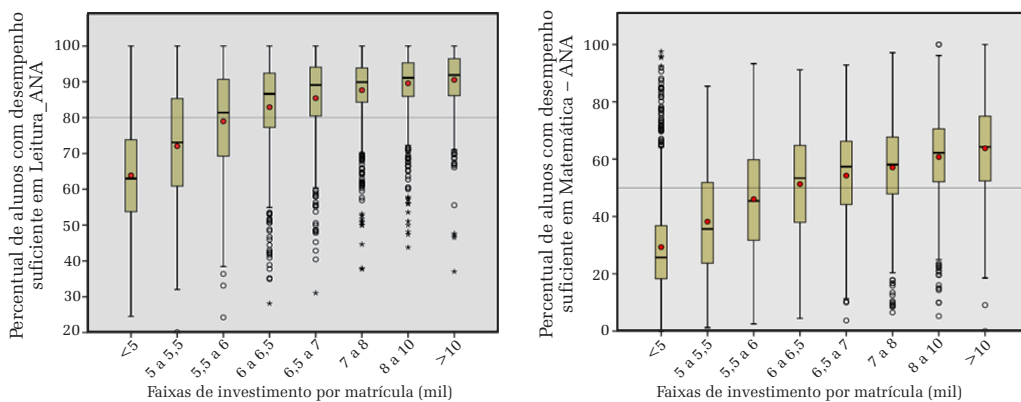 Percentual de alunos com desempenho
suficiente em Leitura_ANA
100
90
80
70
60
50
40
30
20
<5
5 a 5,5
5,5 a 6
6 a 6,5
6,5 a 7
7 a 8
8 a 10
>10
Faixas de investimento por matrícula (mil)
Percentual de alunos com desempenho
suficiente em Matemática – ANA
100
80
60
40
20
0
<5
5 a 5,5
5,5 a 6
6 a 6,5
6,5 a 7
7 a 8
8 a 10
>10
Faixas de investimento por matrícula (mil)